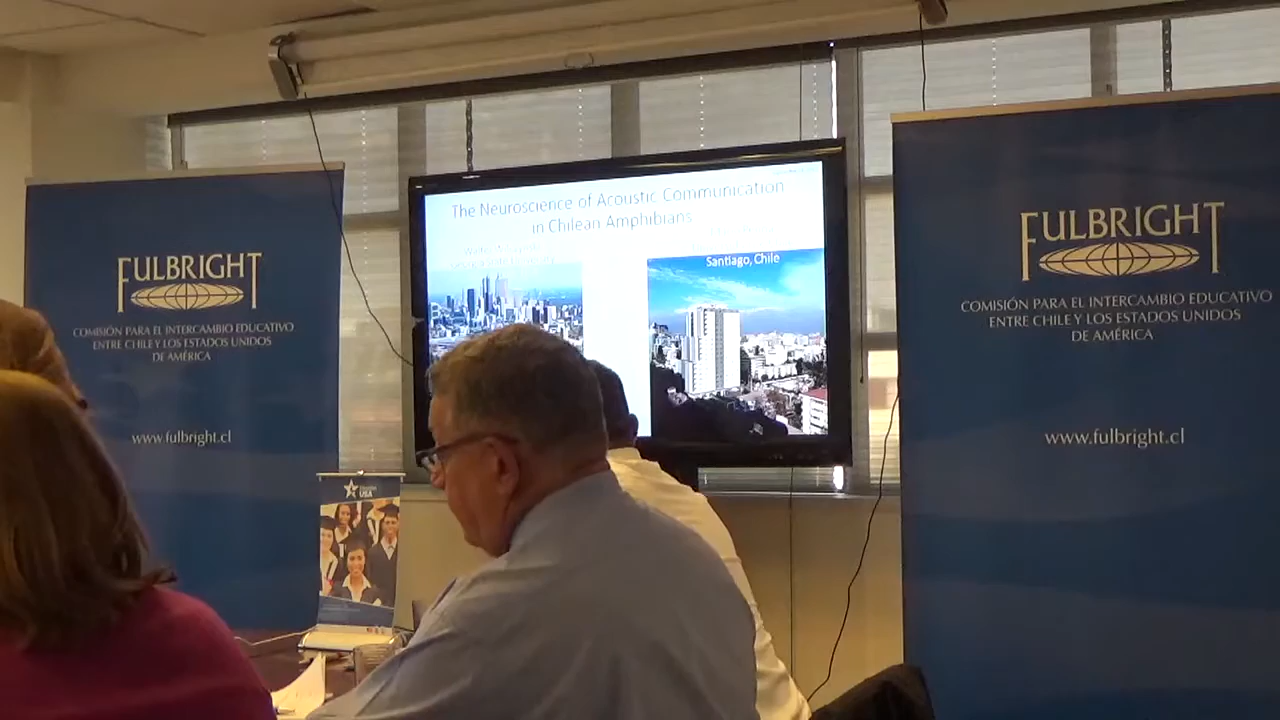 FULBRIGHT
COMISIÓN PARA EL INTERCAMBIO EDUCATIVO
ENTRE CHILE Y LOS ESTADOS UNIDOS
DE AMÉRICA
www.fulbright.cl
The Neuroscience of Acoustic Communication
in Chilean Amphibians
Santiago, Chile
USA
FULBRIGHT
COMISIÓN PARA EL INTERCAMBIO EDUCATIVO
ENTRE CHILE Y LOS ESTADOS UNIDOS
DE AMÉRICA
www.fulbright.cl